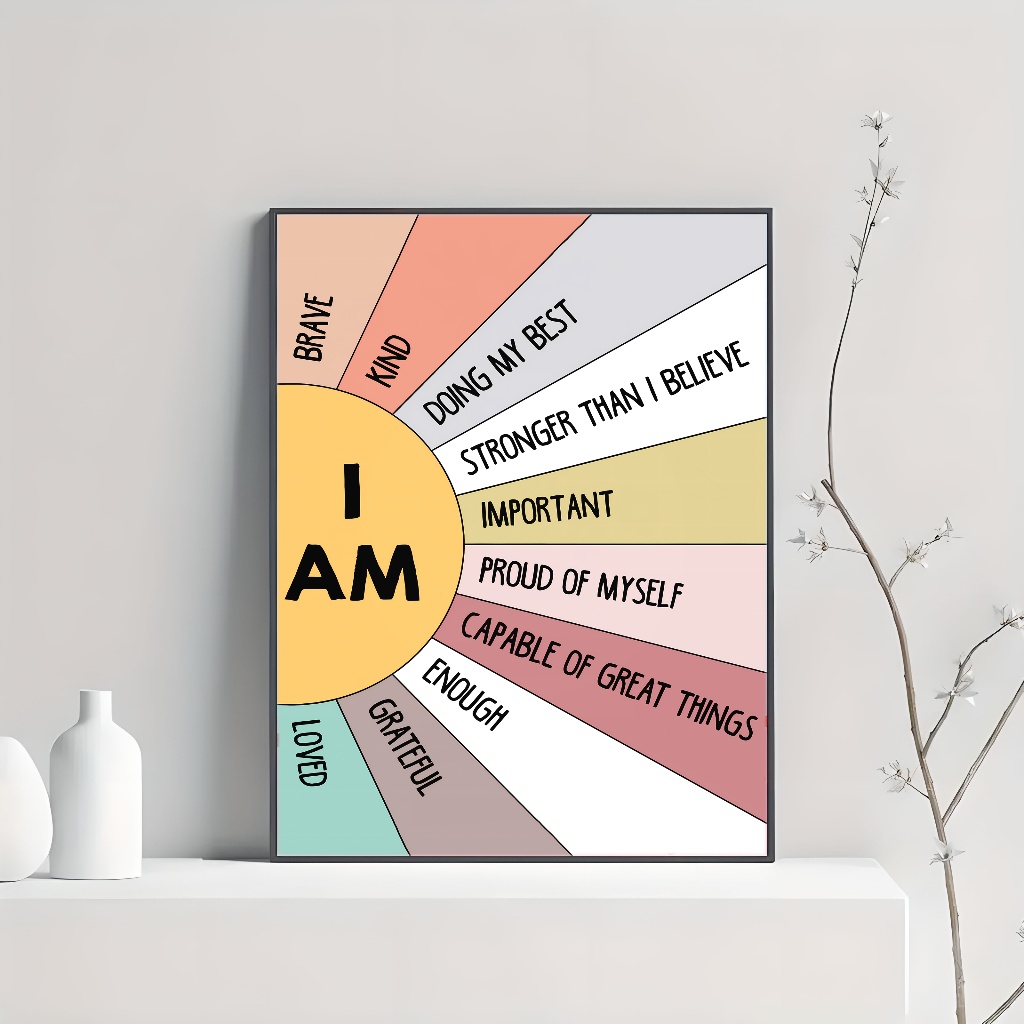 I
AM
BRAVE
KIND
DOING MY BEST
STRONGER THAN I BELIEVE
IMPORTANT
PROUD OF MYSELF
CAPABLE OF GREAT THINGS
ENOUGH
GRATEFUL
LOVED